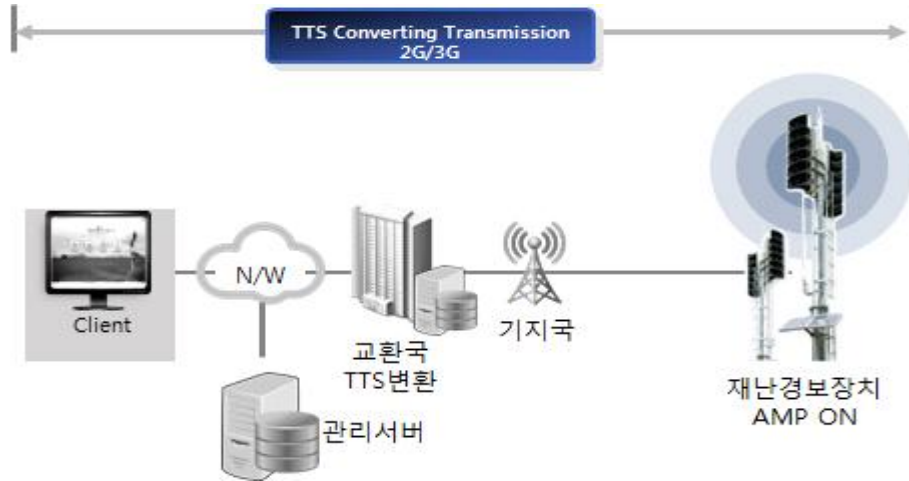 TTS Converting Transmission
2G/3G
N/W
Client
기지국
교환국
TTS변환
관리서버
재난경보장치
AMP ON